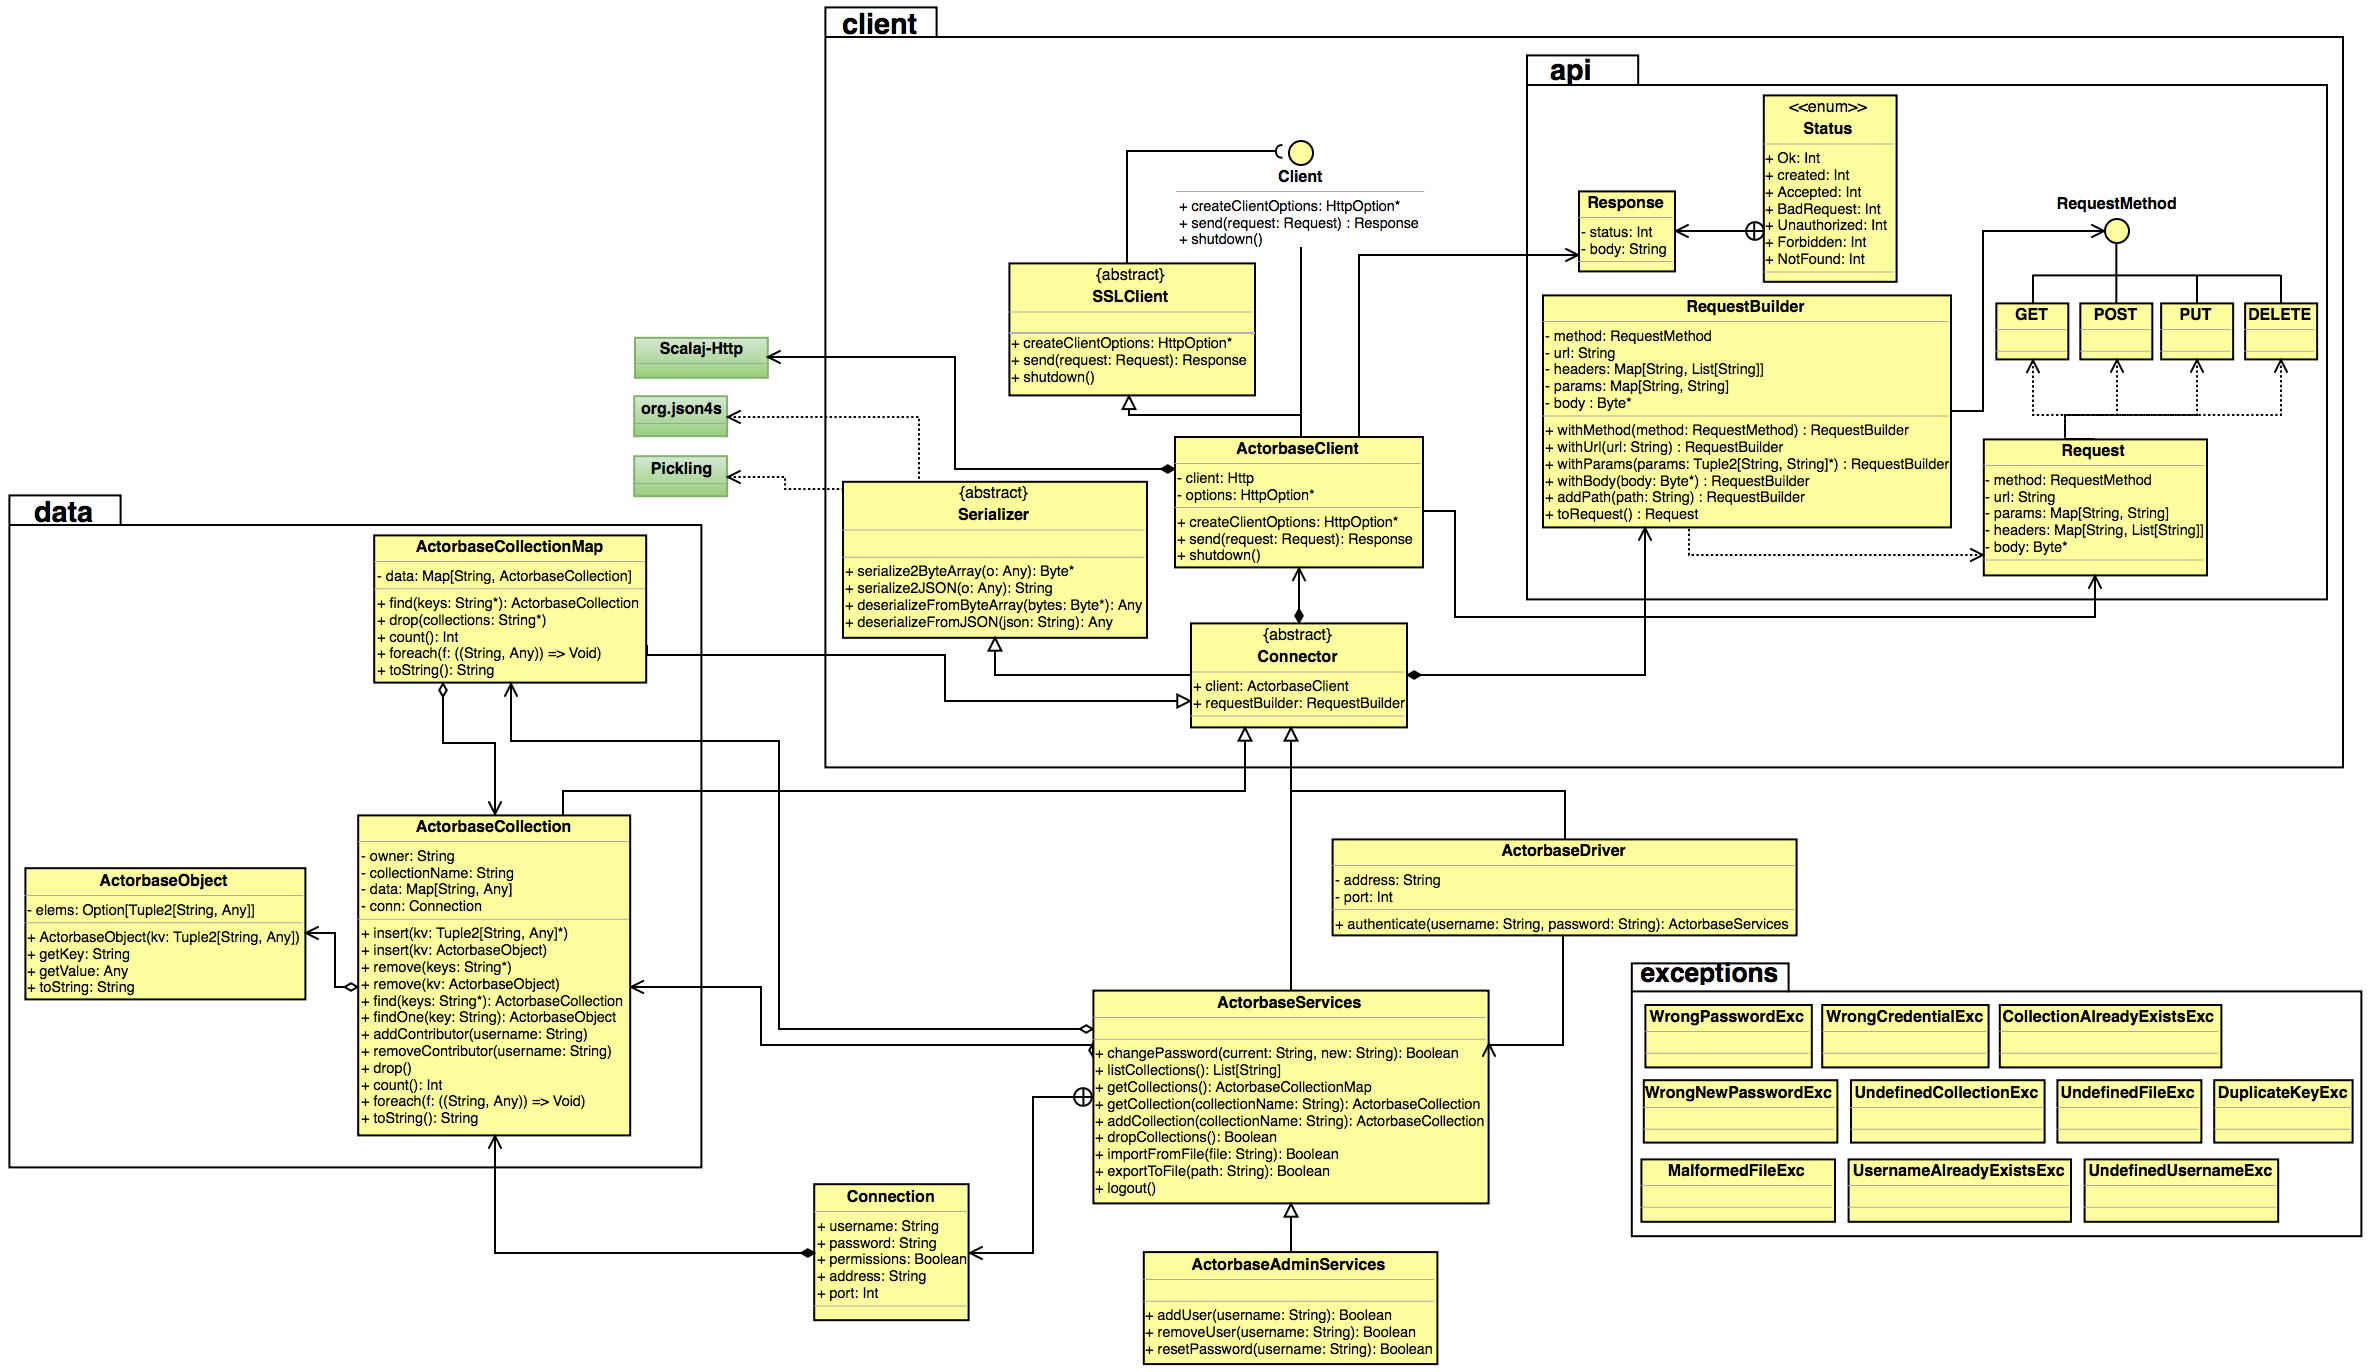 client
api
<<enum>>
Status
+ Ok: Int
+ created: Int
+ Accepted: Int
+ BadRequest: Int
+ Unauthorized: Int
+ Forbidden: Int
+ NotFound: Int
Response
- status: Int
- body: String
RequestMethod
GET
POST
PUT
DELETE
Client
+ createClientOptions: HttpOption*
+ send(request: Request) : Response
+ shutdown()
{abstract}
SSLClient
+ createClientOptions: HttpOption*
+ send(request: Request): Response
+ shutdown()
RequestBuilder
- method: RequestMethod
- url: String
- headers: Map[String, List[String]]
- params: Map[String, String]
- body : Byte*
+ withMethod(method: RequestMethod) : RequestBuilder
+ withUrl(url: String) : RequestBuilder
+ withParams(params: Tuple2[String, String]*) : RequestBuilder
+ withBody(body: Byte*) : RequestBuilder
+ addPath(path: String) : RequestBuilder
+ toRequest() : Request
Request
- method: RequestMethod
- url: String
- params: Map[String, String]
- headers: Map[String, List[String]]
- body: Byte*
Scalaj-Http
org.json4s
Pickling
ActorbaseClient
- client: Http
- options: HttpOption*
+ createClientOptions: HttpOption*
+ send(request: Request): Response
+ shutdown()
{abstract}
Serializer
+ serialize2ByteArray(o: Any): Byte*
+ serialize2JSON(o: Any): String
+ deserializeFromByteArray(bytes: Byte*): Any
+ deserializeFromJSON(json: String): Any
{abstract}
Connector
+ client: ActorbaseClient
+ requestBuilder: RequestBuilder
data
ActorbaseCollectionMap
- data: Map[String, ActorbaseCollection]
+ find(keys: String*): ActorbaseCollection
+ drop(collections: String*)
+ count(): Int
+ foreach(f: ((String, Any)) => Void)
+ toString(): String
ActorbaseCollection
- owner: String
- collectionName: String
- data: Map[String, Any]
- conn: Connection
+ insert(kv: Tuple2[String, Any]*)
+ insert(kv: ActorbaseObject)
+ remove(keys: String*)
+ remove(kv: ActorbaseObject)
+ find(keys: String*): ActorbaseCollection
+ findOne(key: String): ActorbaseObject
+ addContributor(username: String)
+ removeContributor(username: String)
+ drop()
+ count(): Int
+ foreach(f: ((String, Any)) => Void)
+ toString(): String
ActorbaseObject
- elems: Option[Tuple2[String, Any]]
+ ActorbaseObject(kv: Tuple2[String, Any])
+ getKey: String
+ getValue: Any
+ toString: String
ActorbaseDriver
- address: String
- port: Int
+ authenticate(username: String, password: String): ActorbaseServices
ActorbaseServices
+ changePassword(current: String, new: String): Boolean
+ listCollections(): List[String]
+ getCollections(): ActorbaseCollectionMap
+ getCollection(collectionName: String): ActorbaseCollection
+ addCollection(collectionName: String): ActorbaseCollection
+ dropCollections(): Boolean
+ importFromFile(file: String): Boolean
+ exportToFile(path: String): Boolean
+ logout()
Connection
+ username: String
+ password: String
+ permissions: Boolean
+ address: String
+ port: Int
ActorbaseAdminServices
+ addUser(username: String): Boolean
+ removeUser(username: String): Boolean
+ resetPassword(username: String): Boolean
exceptions
WrongPasswordExc
WrongCredentialExc
CollectionAlreadyExistsExc
WrongNewPasswordExc
UndefinedCollectionExc
UndefinedFileExc
DuplicateKeyExc
MalformedFileExc
UsernameAlreadyExistsExc
UndefinedUsernameExc